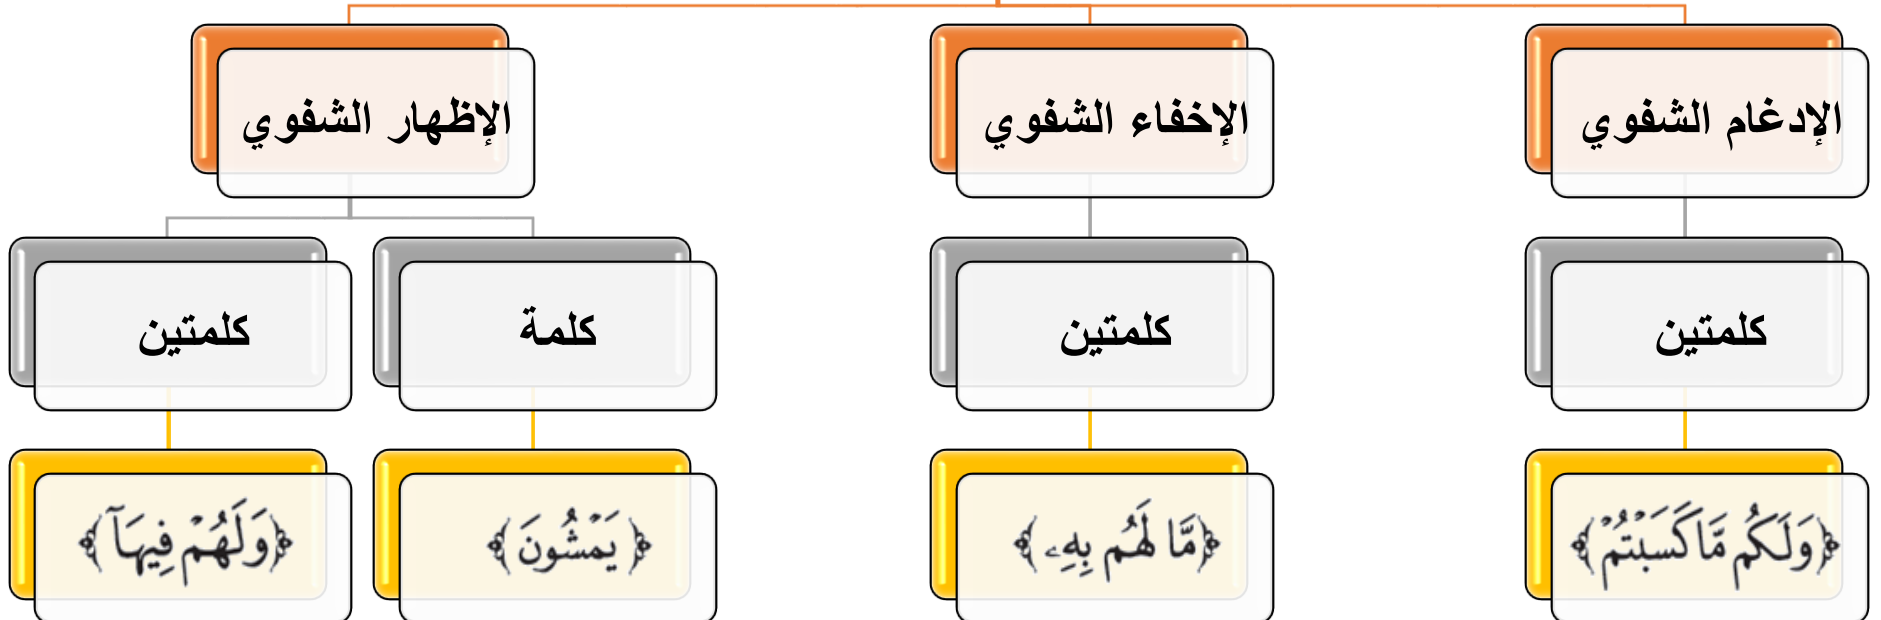 الإدغام الشفوي
الإخفاء الشفوي
الإظهار الشفوي
كلمتين
كلمتين
كلمة
كلمتين
﴿وَلَكُم مَّا كَسَبۡتُمۡ﴾
﴿مَّا لَهُم بِهِۦ﴾
﴿يَمۡشُونَ﴾
﴿وَلَهُمۡ فِيهَآ﴾